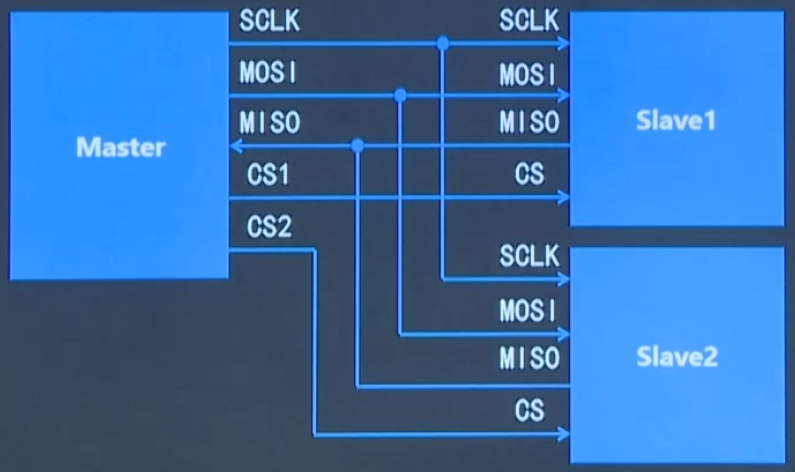 SCLK
SCLK
MOSI
MOSI
MISO
MISO
Master
Slave1
CS1
CS
CS2
SCLK
MOSI
MISO
Slave2
CS